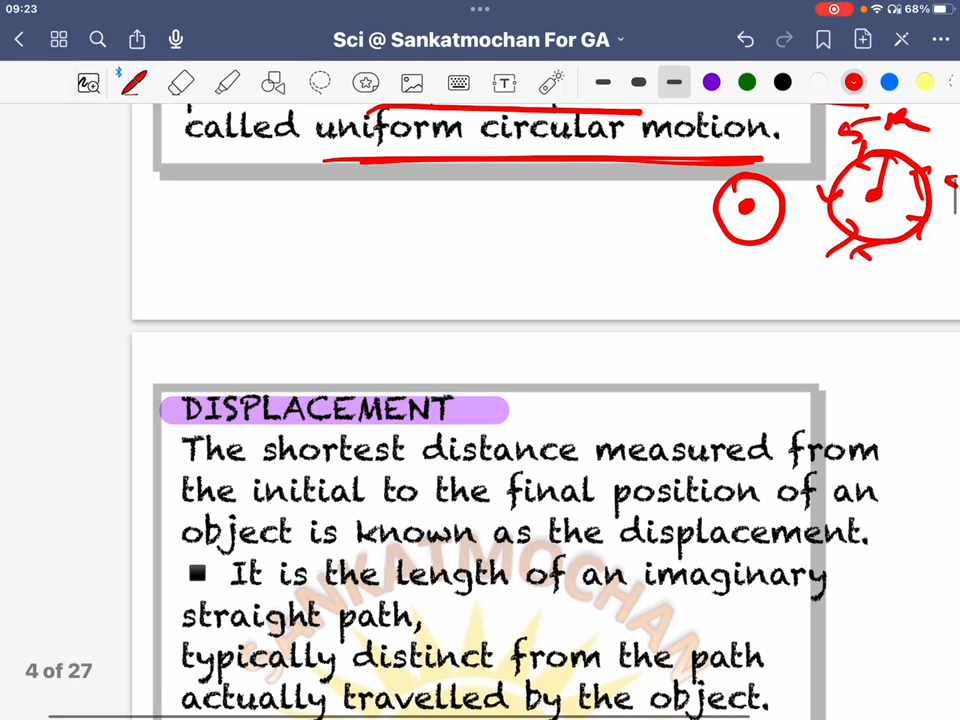 09:23
68%
Sci @ Sankatmochan For GA
called uniform circular motion.
DISPLACEMENT
The shortest distance measured from
the initial to the final position of an
object is known as the displacement.
■ It is the length of an imaginary
straight path,
typically distinct from the path
actually travelled by the object.
SANKATMOCHAN
4 of 27